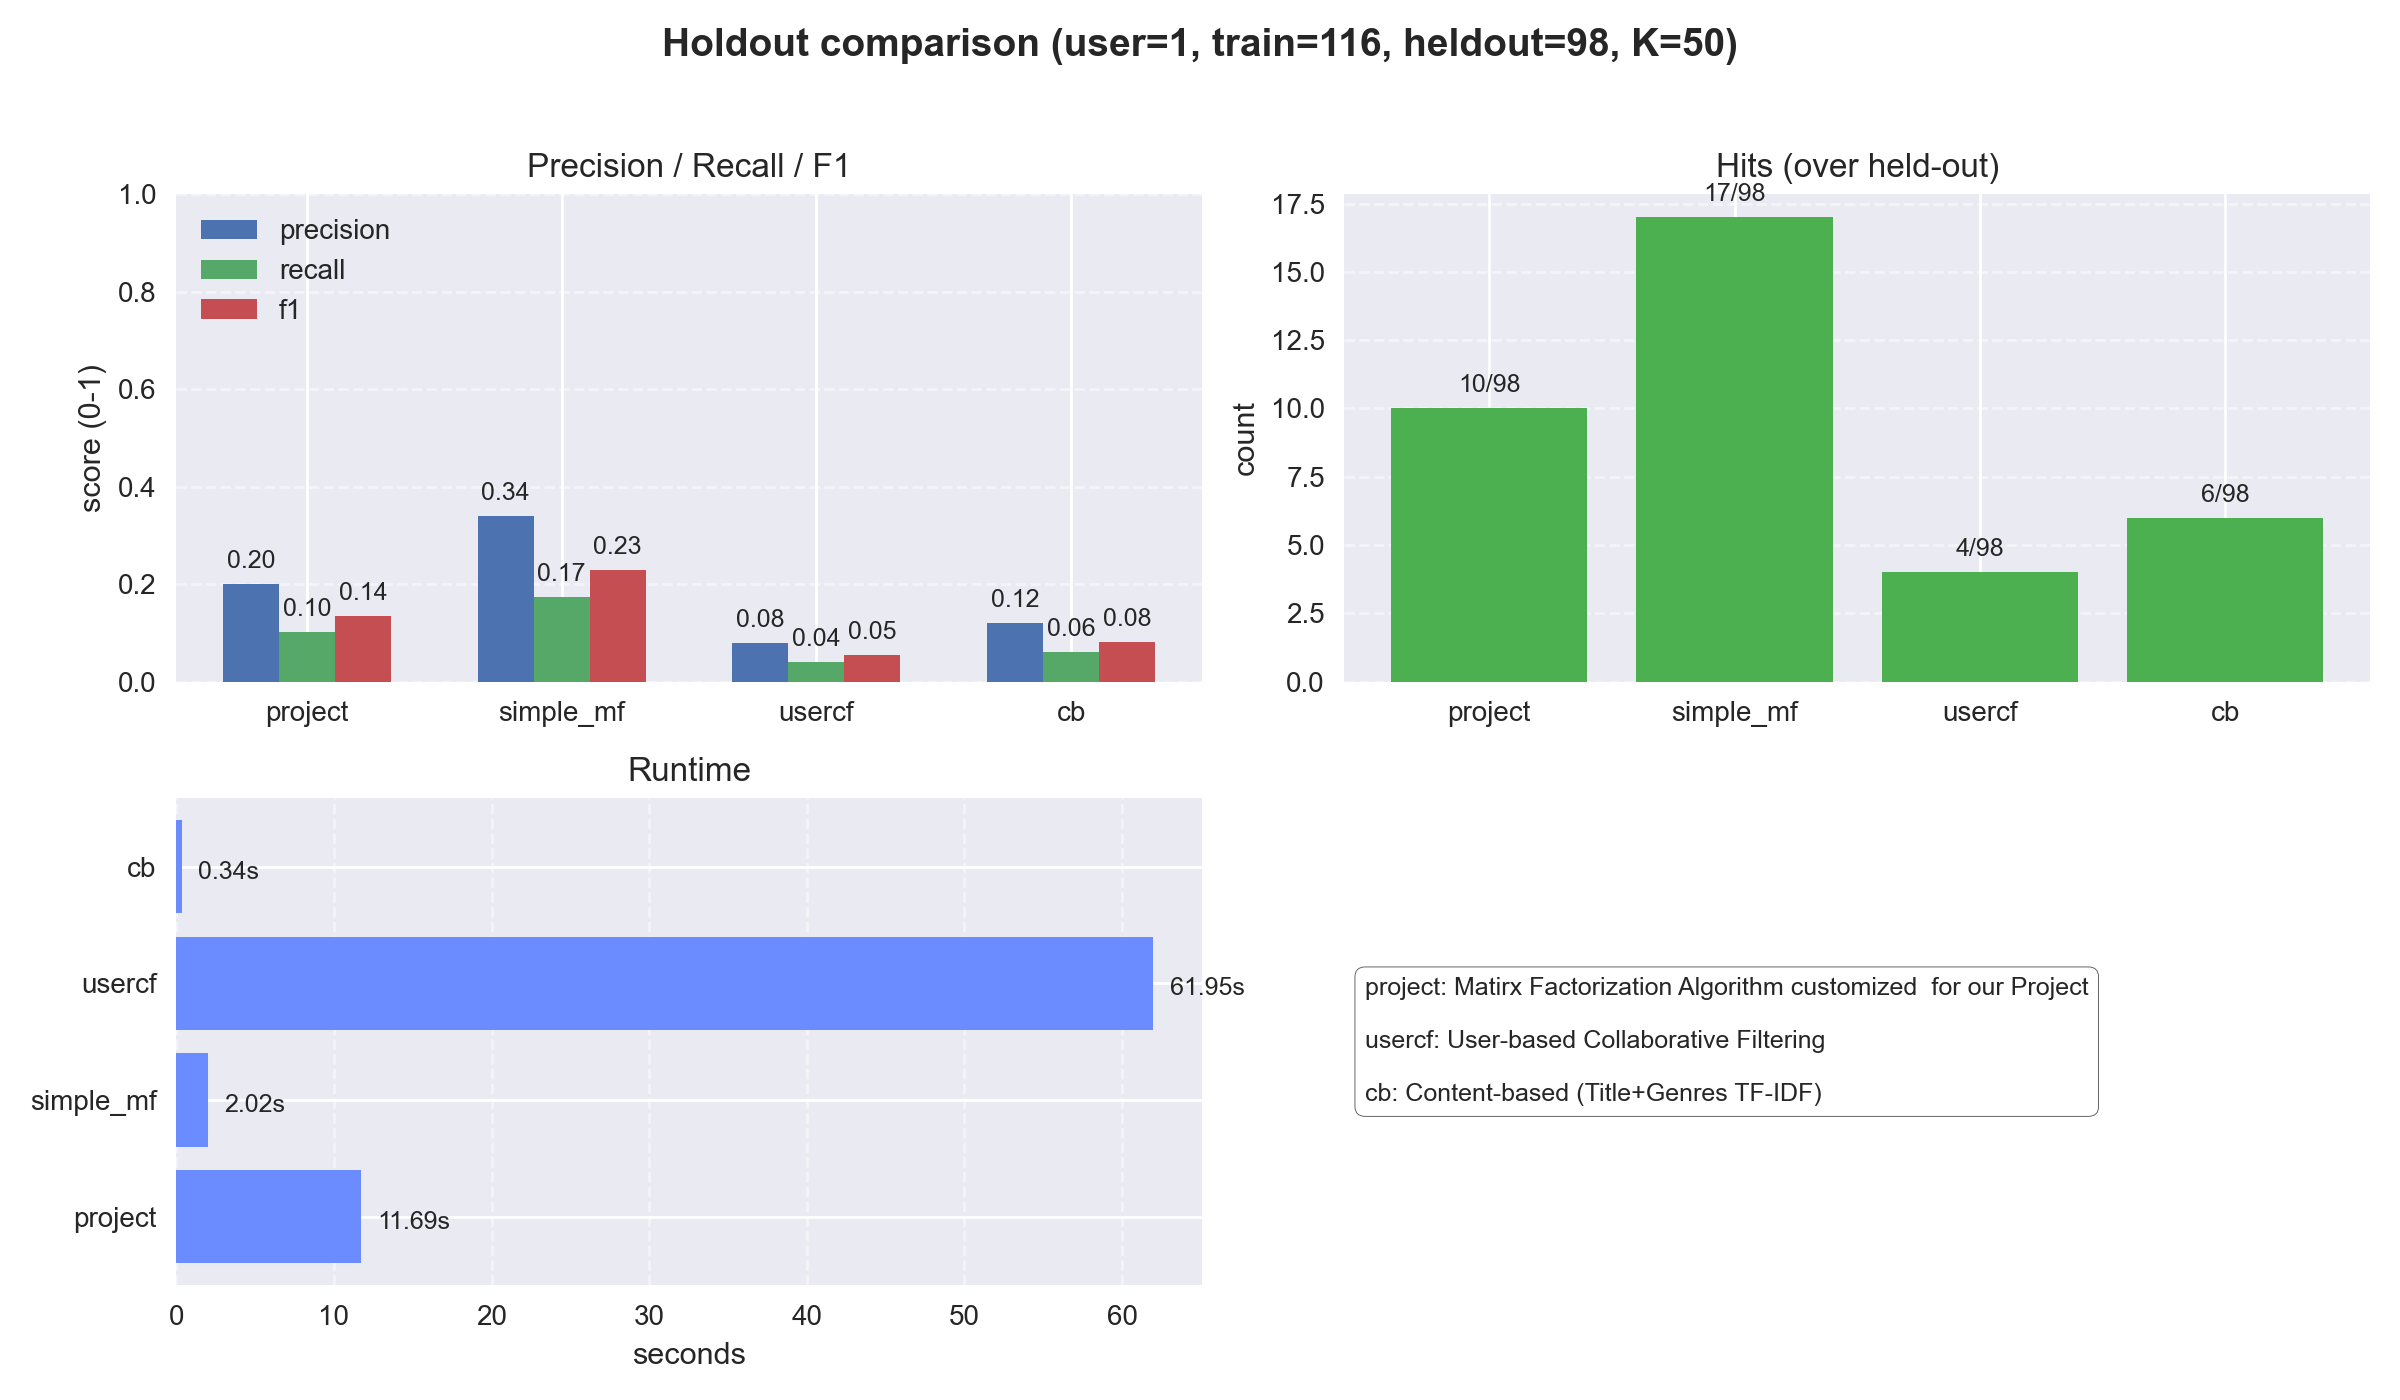 Holdout comparison (user=1, train=116, heldout=98, K=50)
Precision / Recall / F1
1.0
0.8
0.6
0.4
0.2
0.0
score (0-1)
precision
recall
f1
0.20
0.10
0.14
0.34
0.17
0.23
0.08
0.04
0.05
0.12
0.06
0.08
project
simple_mf
usercf
cb
Hits (over held-out)
17.5
15.0
12.5
10.0
7.5
5.0
2.5
0.0
count
10/98
17/98
4/98
6/98
project
simple_mf
usercf
cb
Runtime
cb
usercf
simple_mf
project
0.34s
61.95s
2.02s
11.69s
0
10
20
30
40
50
60
seconds
project: Matirx Factorization Algorithm customized  for our Project
usercf: User-based Collaborative Filtering
cb: Content-based (Title+Genres TF-IDF)